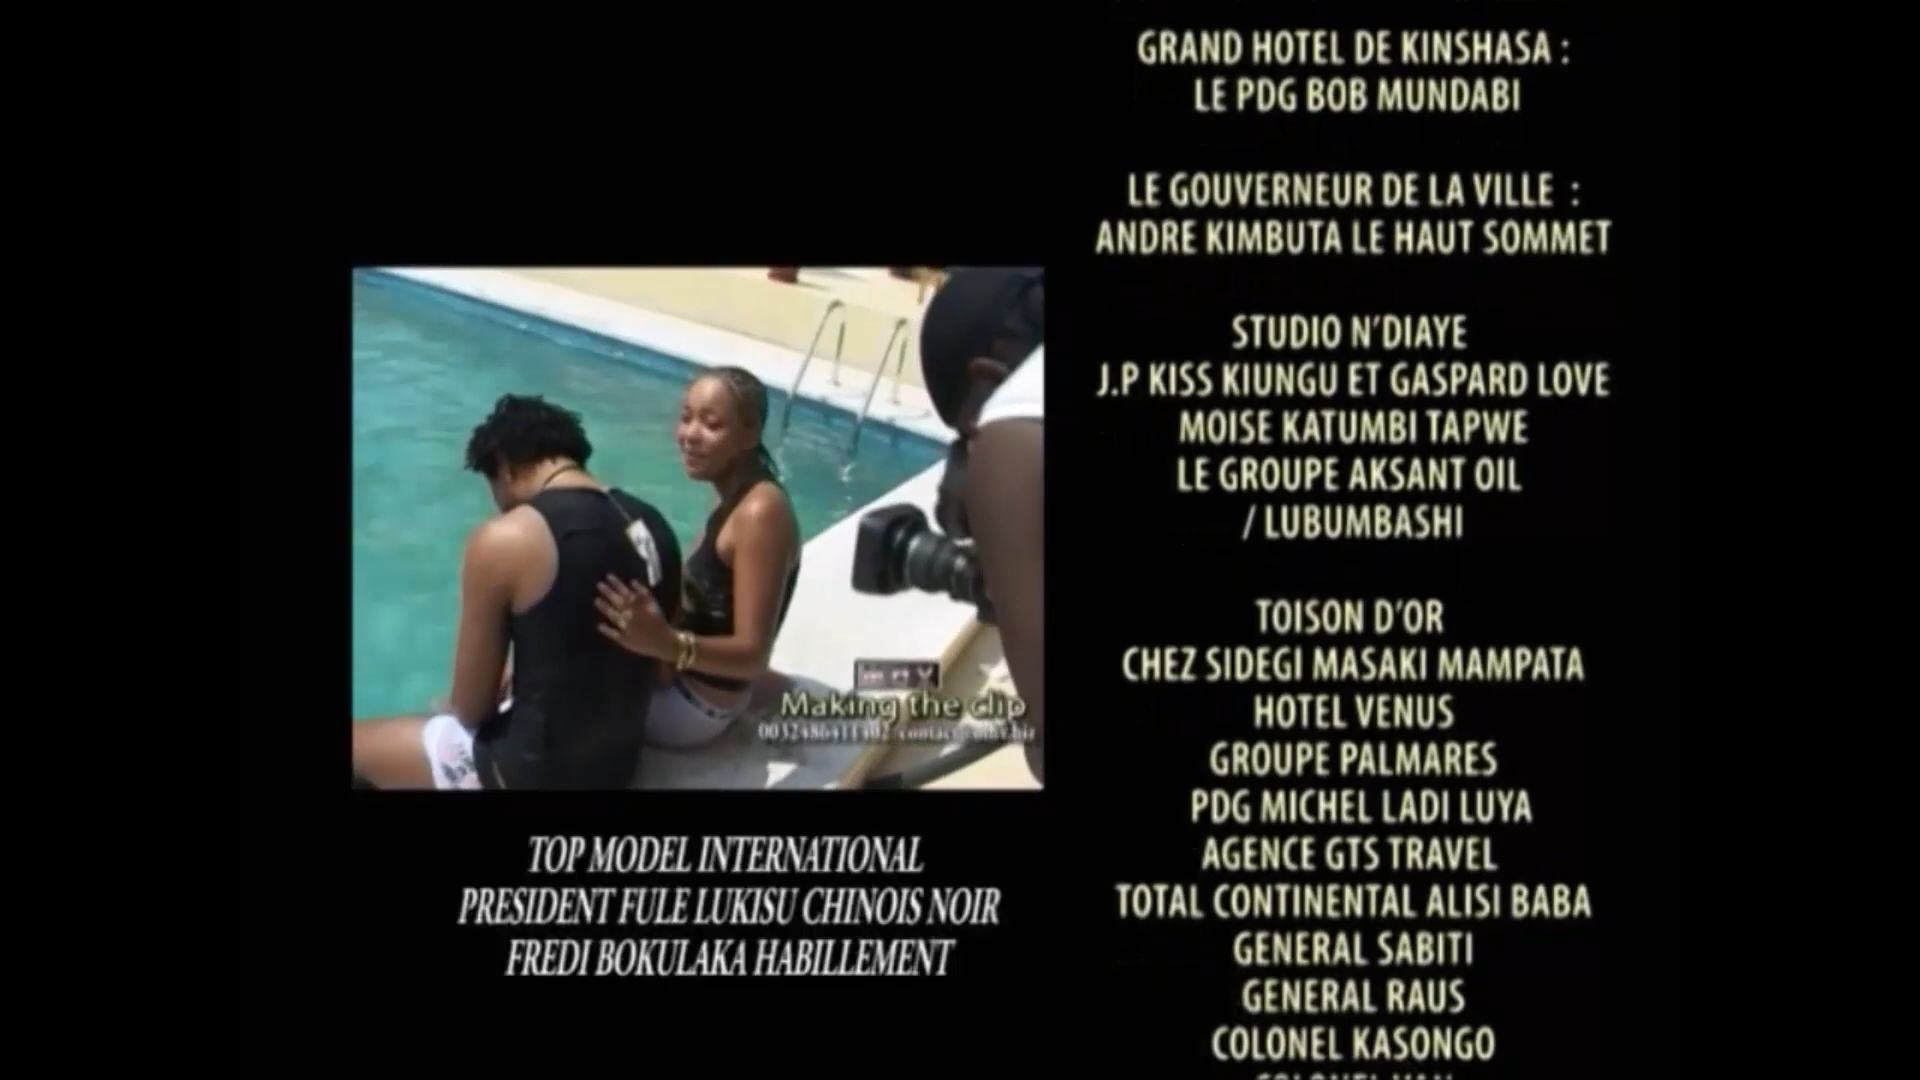 GRAND HOTEL DE KINSHASA :
LE PDG BOB MUNDABI
LE GOUVERNEUR DE LA VILLE :
ANDRE KIMBUTA LE HAUT SOMMET
STUDIO N'DIAYE
J.P KISS KIUNGU ET GASPARD LOVE
MOISE KATUMBI TAPWE
LE GROUPE AKSANT OIL
/ LUBUMBASHI
TOISON D'OR
CHEZ SIDEGI MASAKI MAMPATA
HOTEL VENUS
GROUPE PALMARES
PDG MICHEL LADI LUYA
AGENCE GTS TRAVEL
TOTAL CONTINENTAL ALISI BABA
GENERAL SABITI
GENERAL RAUS
COLONEL KASONGO
Making the clip
TOP MODEL INTERNATIONAL
PRESIDENT FULE LUKISU CHINOIS NOIR
FREDI BOKULAKA HABILLEMENT